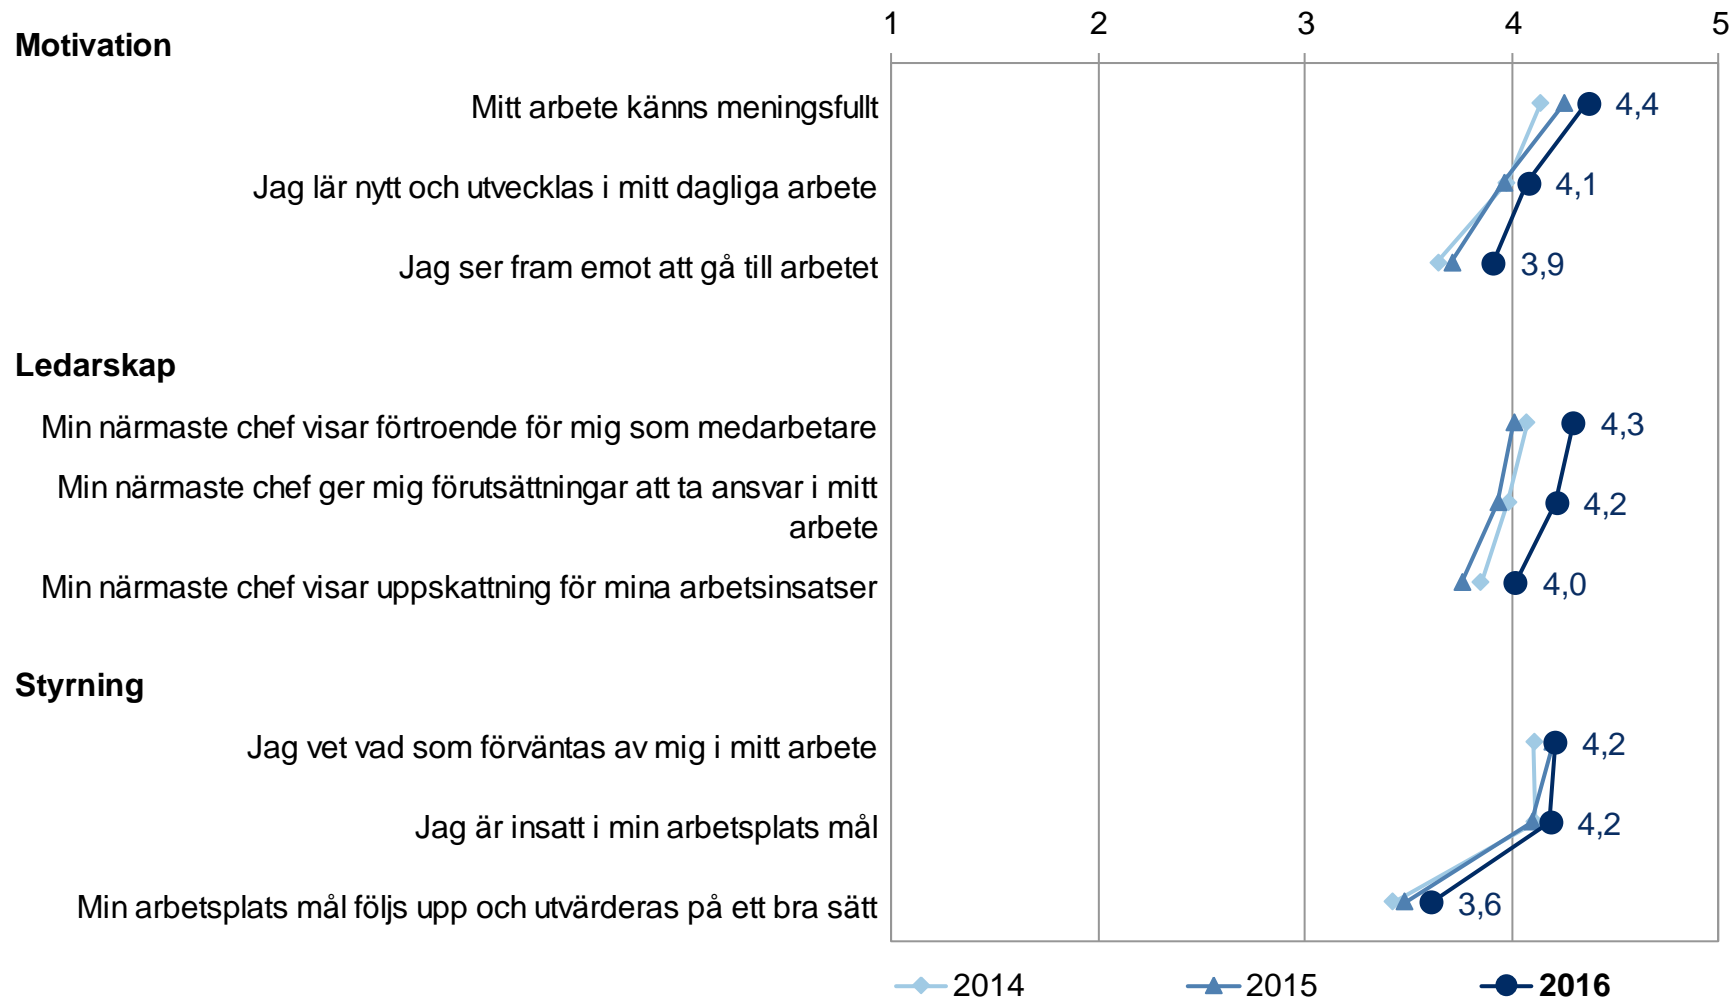 1 2 3 4 5
Motivation
Mitt arbete känns meningsfullt 4,4
Jag lär nytt och utvecklas i mitt dagliga arbete 4,1
Jag ser fram emot att gå till arbetet 3,9
Ledarskap
Min närmaste chef visar förtroende för mig som medarbetare 4,3
Min närmaste chef ger mig förutsättningar att ta ansvar i mitt
arbete 4,2
Min närmaste chef visar uppskattning för mina arbetsinsatser 4,0
Styrning
Jag vet vad som förväntas av mig i mitt arbete 4,2
Jag är insatt i min arbetsplats mål 4,2
Min arbetsplats mål följs upp och utvärderas på ett bra sätt 3,6
2014 2015 2016